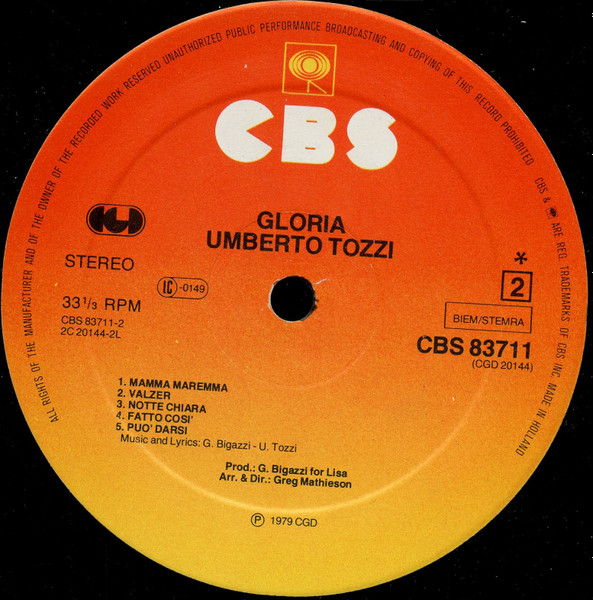 ALL RIGHTS OF THE MANUFACTURER AND OF THE OWNER OF THE RECORDED WORK RESERVED UNAUTHORIZED PUBLIC PERFORMANCE BROADCASTING AND COPYING OF THIS RECORD PROHIBITED CBS & ARE REG. TRADEMARKS OF CBS INC. MADE IN HOLLAND
CBS
GLORIA
UMBERTO TOZZI
CGD
STEREO
IC -0149
*
2
33 1/3 RPM
BIEM/STEMRA
CBS 83711-2
2C 20144-2L
CBS 83711
(CGD 20144)
1. MAMMA MAREMMA
2. VALZER
3. NOTTE CHIARA
4. FATTO COSI'
5. PUO' DARSI
Music and Lyrics: G. Bigazzi - U. Tozzi
Prod.: G. Bigazzi for Lisa
Arr. & Dir.: Greg Mathieson
℗ 1979 CGD